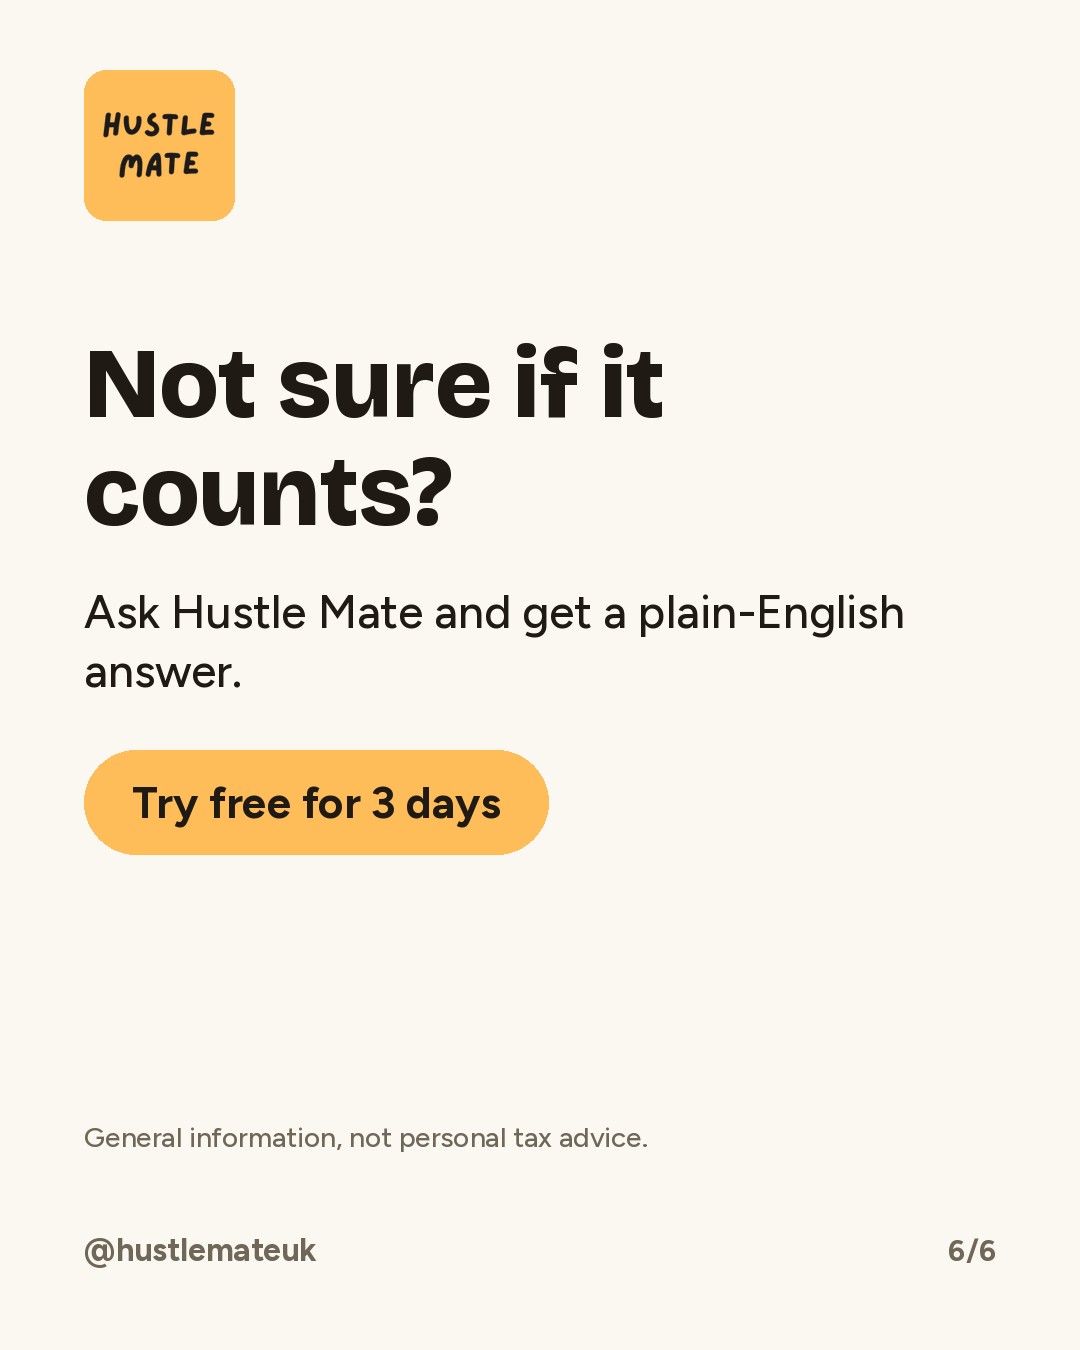 HUSTLE
MATE
Not sure if it
counts?
Ask Hustle Mate and get a plain-English
answer.
Try free for 3 days
General information, not personal tax advice.
@hustlemateuk
6/6